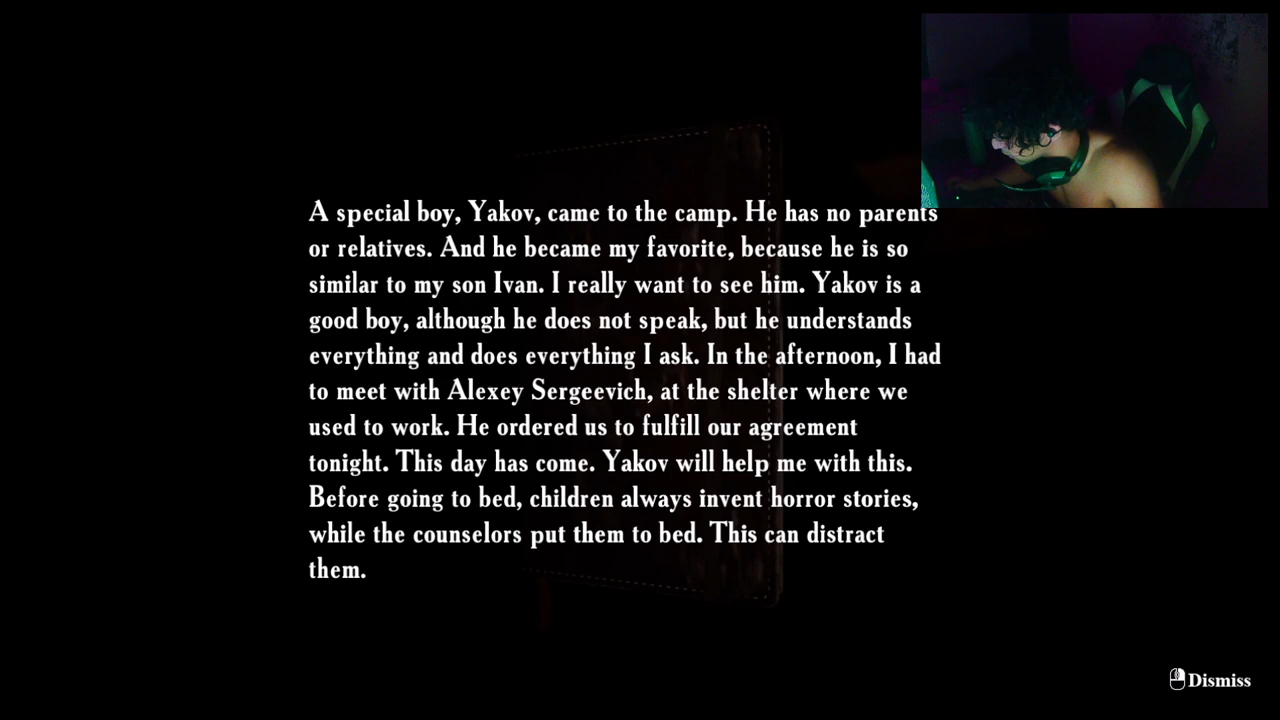 A special boy, Yakov, came to the camp. He has no parents
or relatives. And he became my favorite, because he is so
similar to my son Ivan. I really want to see him. Yakov is a
good boy, although he does not speak, but he understands
everything and does everything I ask. In the afternoon, I had
to meet with Alexey Sergeevich, at the shelter where we
used to work. He ordered us to fulfill our agreement
tonight. This day has come. Yakov will help me with this.
Before going to bed, children always invent horror stories,
while the counselors put them to bed. This can distract
them.
Dismiss